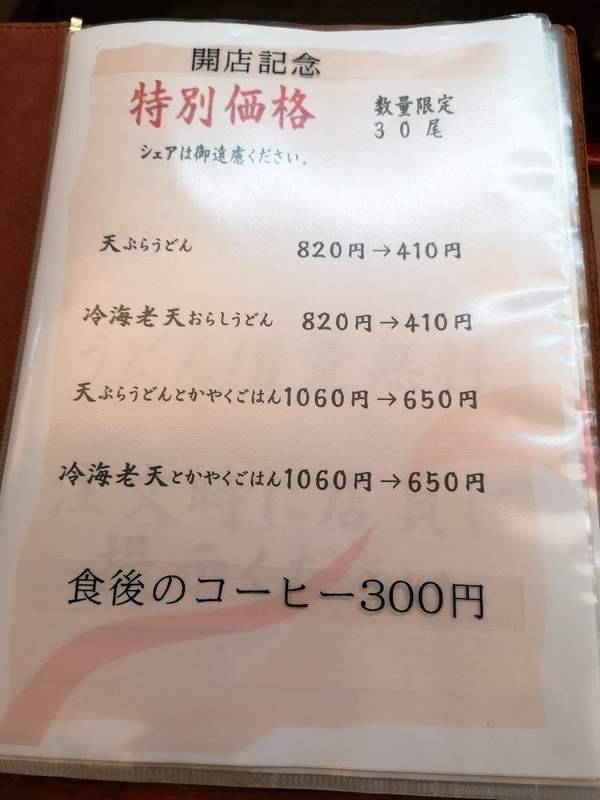 開店記念
特別価格
数量限定
30尾
シェアは御遠慮ください。
天ぷらうどん 820円→410円
冷海老天おらしうどん 820円→410円
天ぷらうどんとかやくごはん1060円→650円
冷海老天とかやくごはん1060円→650円
食後のコーヒー300円